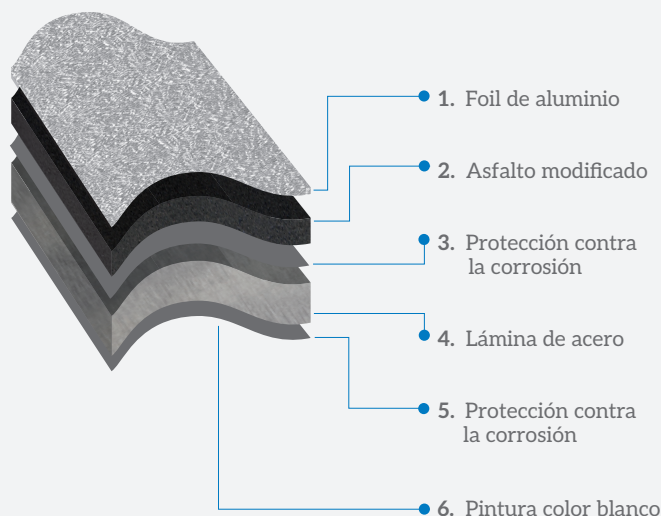 1. Foil de aluminio
2. Asfalto modificado
3. Protección contra
la corrosión
4. Lámina de acero
5. Protección contra
la corrosión
6. Pintura color blanco